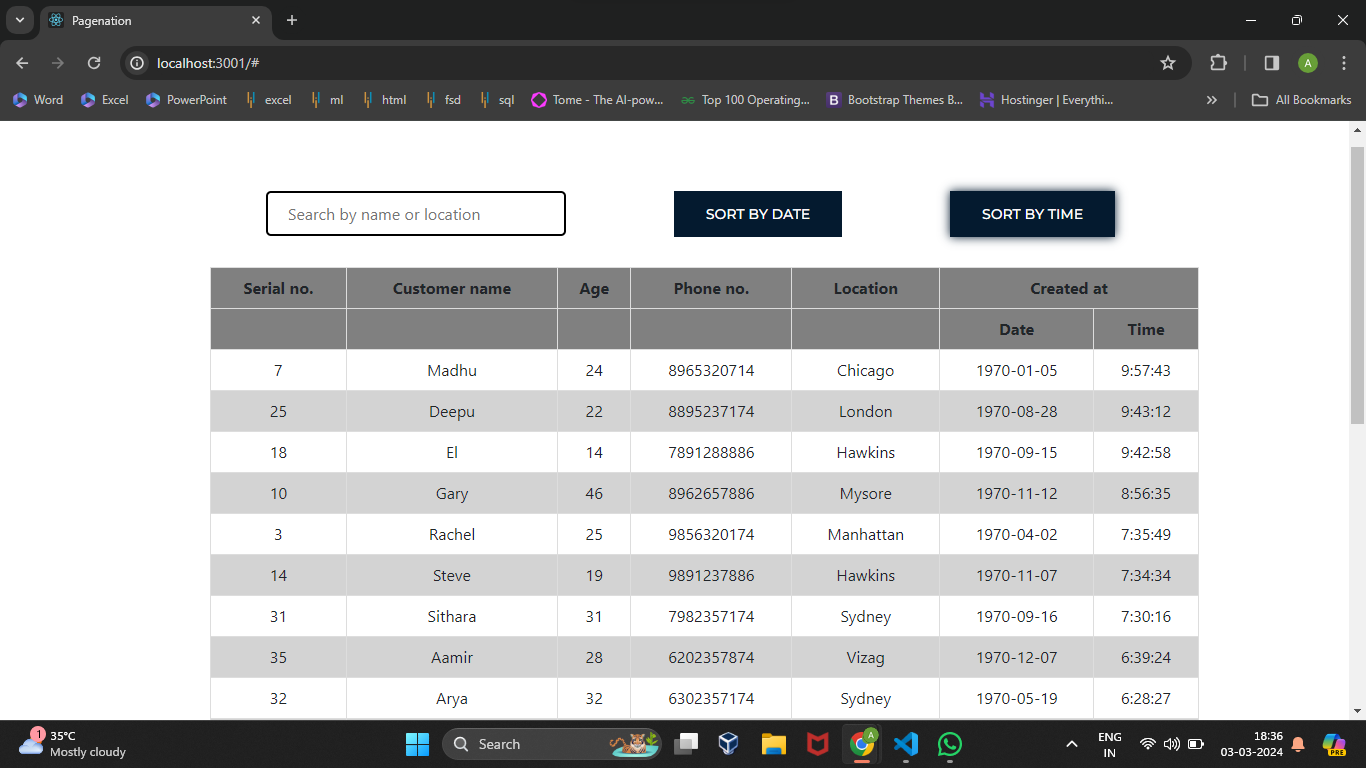 Pagenation
localhost:3001/#
A
Word Excel PowerPoint excel ml html fsd sql Tome - The AI-pow... Top 100 Operating... B Bootstrap Themes B... Hostinger | Everythi... » All Bookmarks
Search by name or location SORT BY DATE SORT BY TIME
Serial no. Customer name Age Phone no. Location Created at
Date Time
7 Madhu 24 8965320714 Chicago 1970-01-05 9:57:43
25 Deepu 22 8895237174 London 1970-08-28 9:43:12
18 El 14 7891288886 Hawkins 1970-09-15 9:42:58
10 Gary 46 8962657886 Mysore 1970-11-12 8:56:35
3 Rachel 25 9856320174 Manhattan 1970-04-02 7:35:49
14 Steve 19 9891237886 Hawkins 1970-11-07 7:34:34
31 Sithara 31 7982357174 Sydney 1970-09-16 7:30:16
35 Aamir 28 6202357874 Vizag 1970-12-07 6:39:24
32 Arya 32 6302357174 Sydney 1970-05-19 6:28:27
1 35°C
Mostly cloudy
Search
A
ENG
IN
18:36
03-03-2024
PRE